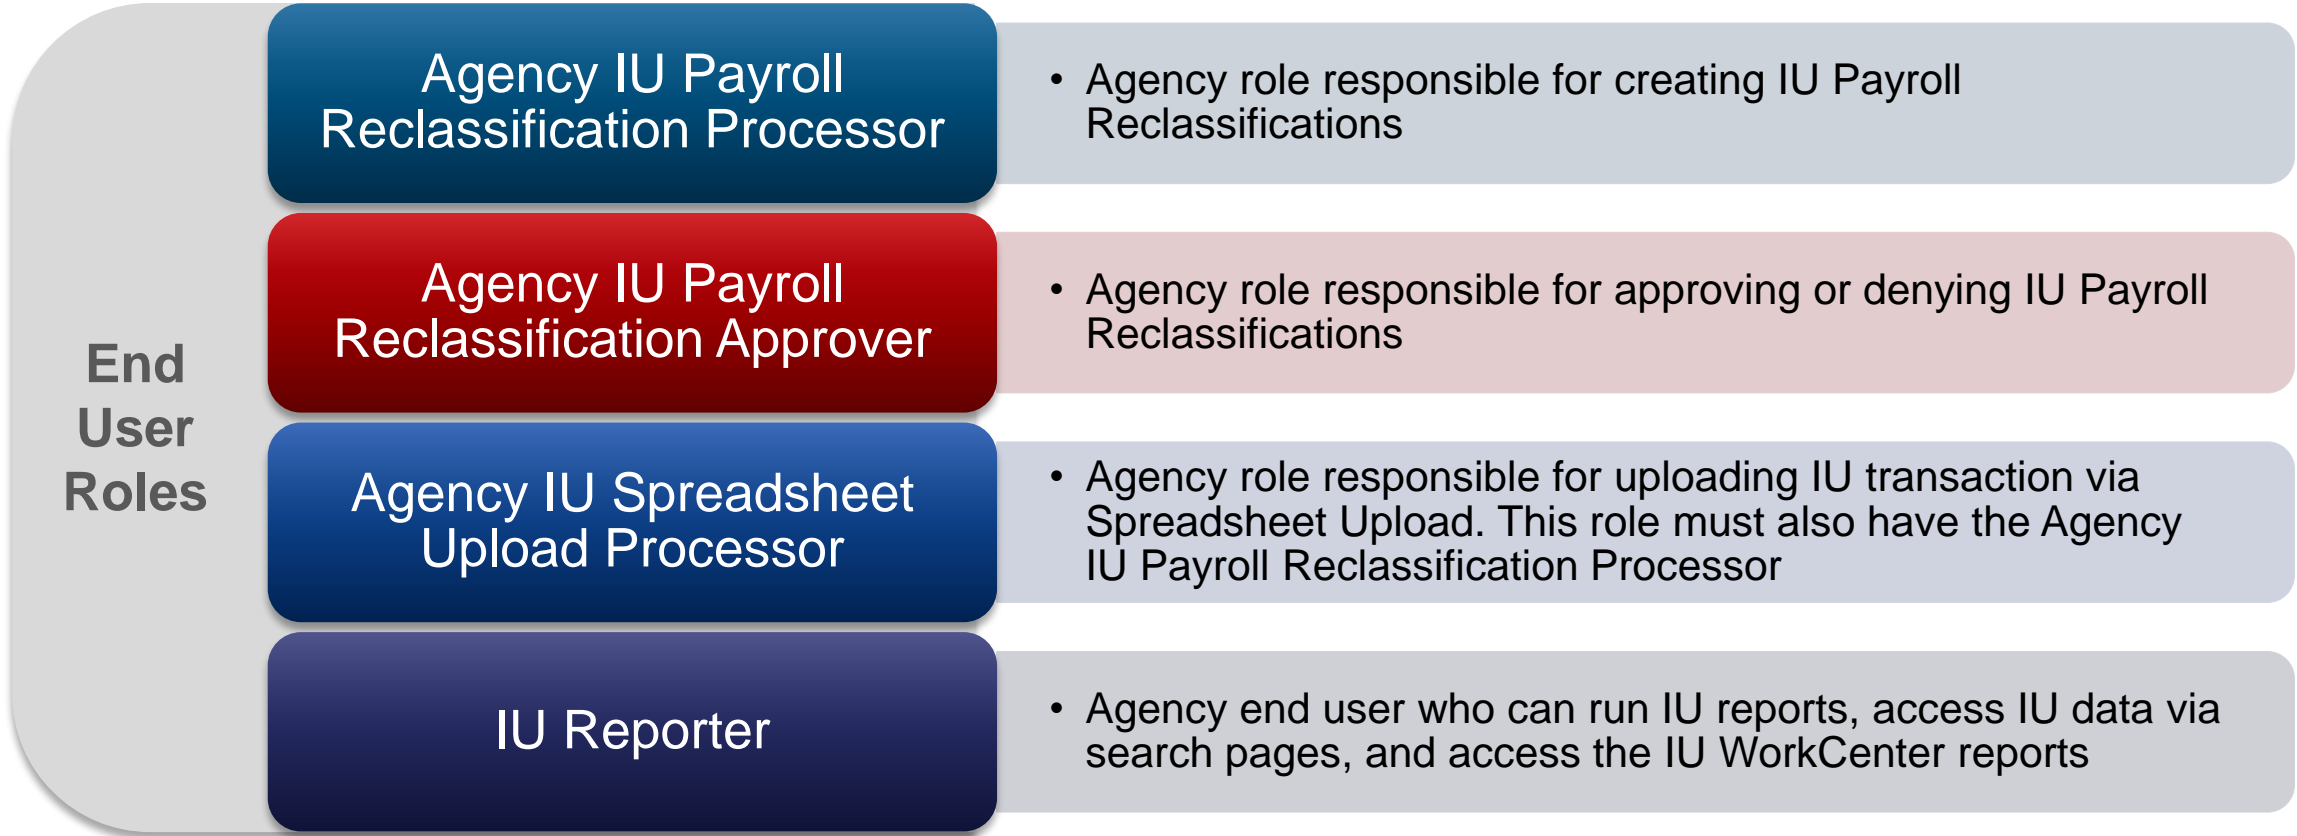 End
User
Roles
Agency IU Payroll
Reclassification Processor
• Agency role responsible for creating IU Payroll
Reclassifications
Agency IU Payroll
Reclassification Approver
• Agency role responsible for approving or denying IU Payroll
Reclassifications
Agency IU Spreadsheet
Upload Processor
• Agency role responsible for uploading IU transaction via
Spreadsheet Upload. This role must also have the Agency
IU Payroll Reclassification Processor
IU Reporter
• Agency end user who can run IU reports, access IU data via
search pages, and access the IU WorkCenter reports